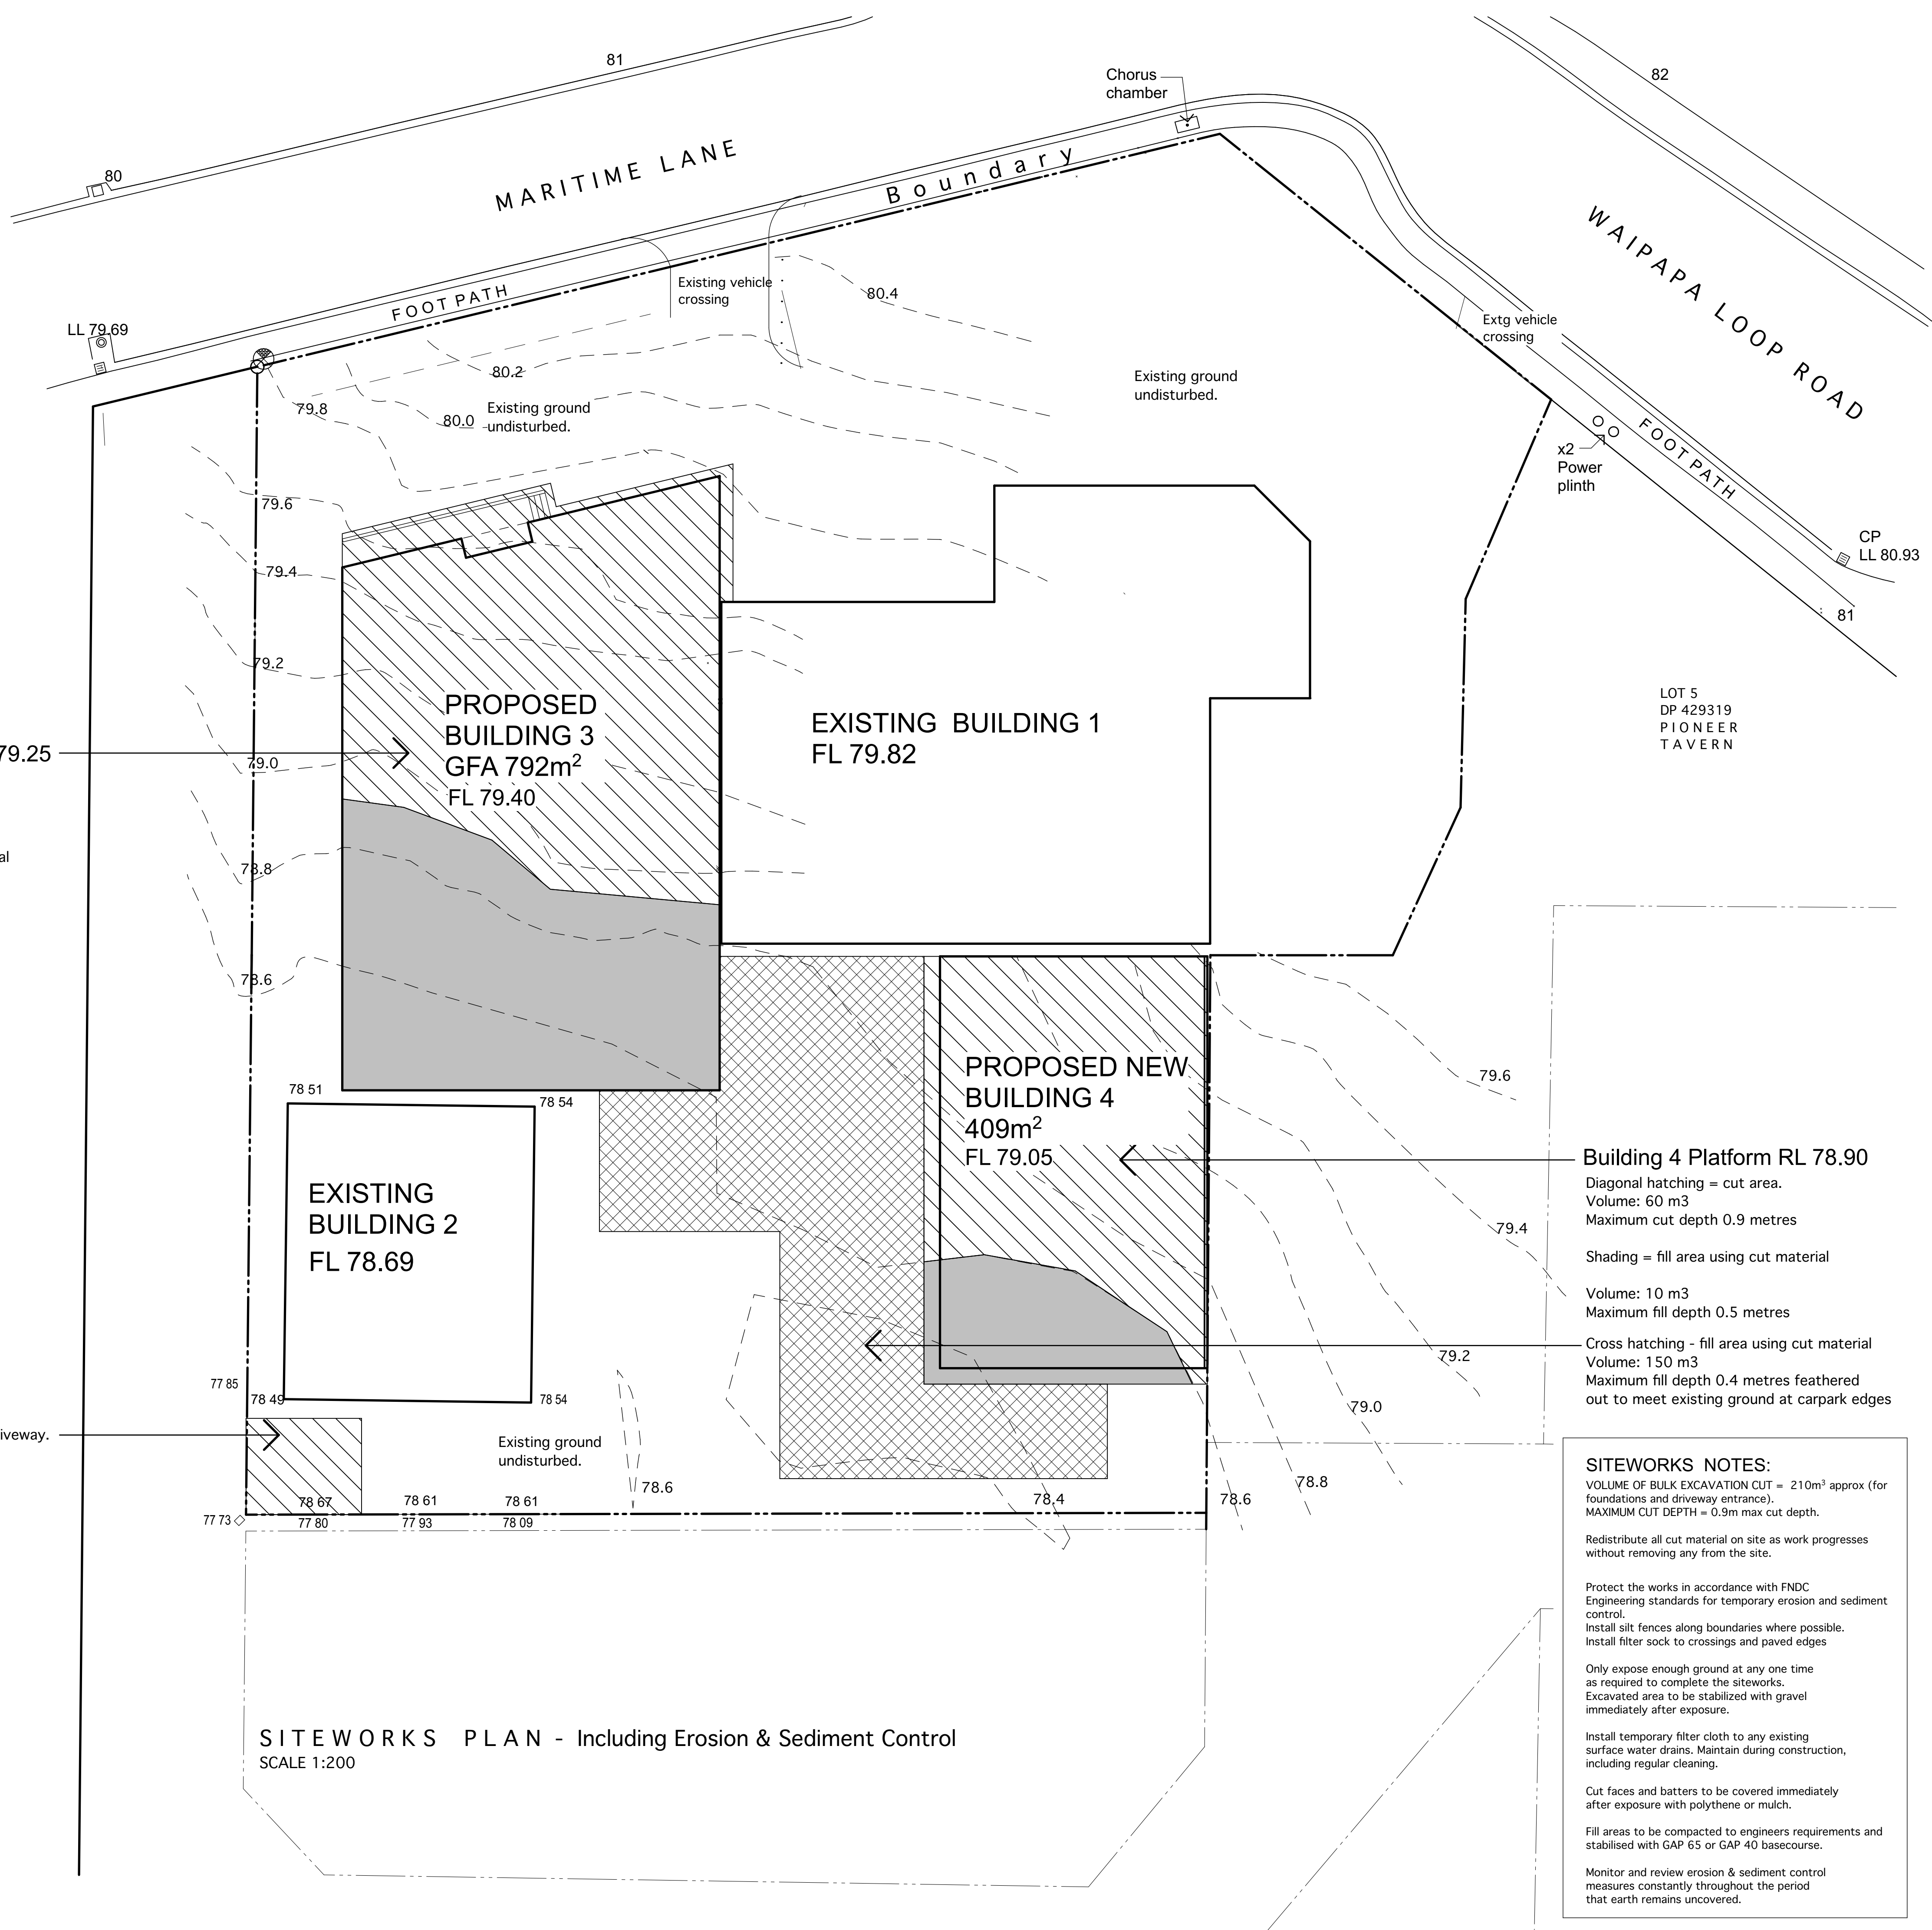 81
82
Chorus
chamber
80
MARITIME LANE
Boundary
WAIPAPA LOOP ROAD
FOOT PATH
Existing vehicle
crossing
80.4
LL 79.69
Extg vehicle
crossing
80.2
79.8
80.0
Existing ground
undisturbed.
Existing ground
undisturbed.
x2
Power
plinth
FOOT PATH
CP
LL 80.93
81
79.6
79.4
79.2
79.0
78.8
78.6
LOT 5
DP 429319
PIONEER
TAVERN
79.25
al
PROPOSED
BUILDING 3
GFA 792m²
FL 79.40
EXISTING BUILDING 1
FL 79.82
PROPOSED NEW
BUILDING 4
409m²
FL 79.05
79.6
79.4
79.2
79.0
78.8
78.6
78.4
78.6
78 51
78 54
EXISTING
BUILDING 2
FL 78.69
77 85
78 49
78 54
iveway.
Existing ground
undisturbed.
78 67
78 61
78 61
77 73
77 80
77 93
78 09
Building 4 Platform RL 78.90
Diagonal hatching = cut area.
Volume: 60 m3
Maximum cut depth 0.9 metres
Shading = fill area using cut material
Volume: 10 m3
Maximum fill depth 0.5 metres
Cross hatching - fill area using cut material
Volume: 150 m3
Maximum fill depth 0.4 metres feathered
out to meet existing ground at carpark edges
SITEWORKS NOTES:
VOLUME OF BULK EXCAVATION CUT = 210m³ approx (for
foundations and driveway entrance).
MAXIMUM CUT DEPTH = 0.9m max cut depth.
Redistribute all cut material on site as work progresses
without removing any from the site.
Protect the works in accordance with FNDC
Engineering standards for temporary erosion and sediment
control.
Install silt fences along boundaries where possible.
Install filter sock to crossings and paved edges
Only expose enough ground at any one time
as required to complete the siteworks.
Excavated area to be stabilized with gravel
immediately after exposure.
Install temporary filter cloth to any existing
surface water drains. Maintain during construction,
including regular cleaning.
Cut faces and batters to be covered immediately
after exposure with polythene or mulch.
Fill areas to be compacted to engineers requirements and
stabilised with GAP 65 or GAP 40 basecourse.
Monitor and review erosion & sediment control
measures constantly throughout the period
that earth remains uncovered.
SITEWORKS PLAN - Including Erosion & Sediment Control
SCALE 1:200